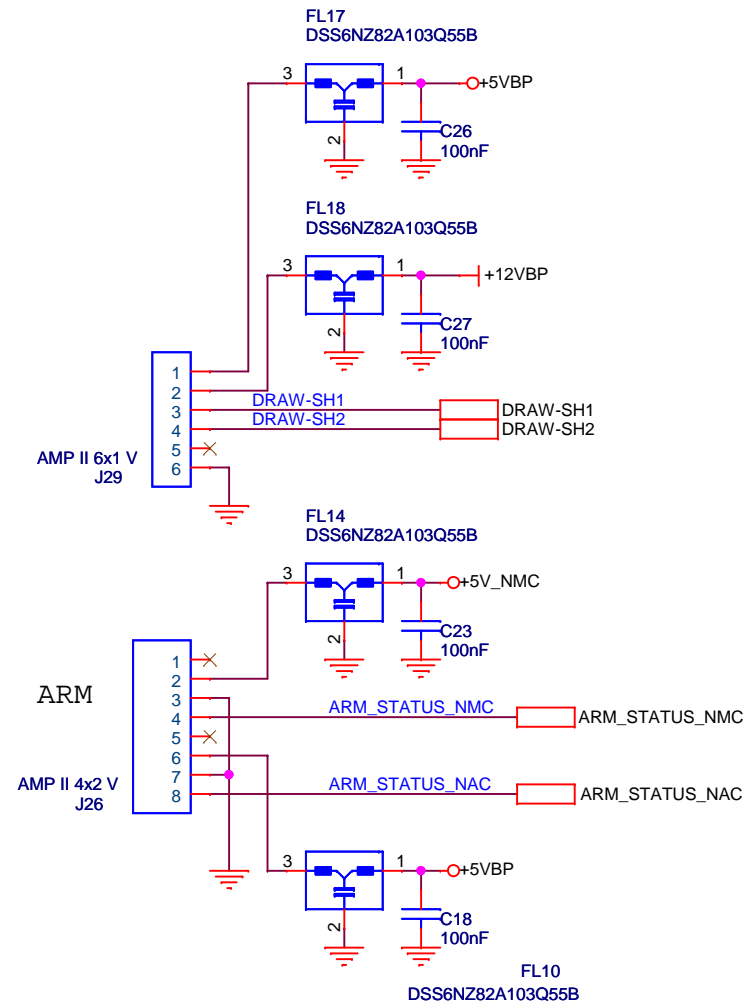 FL17
DSS6NZ82A103Q55B
3
1
+5VBP
2
C26
100nF
FL18
DSS6NZ82A103Q55B
3
1
+12VBP
2
C27
100nF
1
2
3
DRAW-SH1
DRAW-SH1
4
DRAW-SH2
DRAW-SH2
5
6
AMP II 6x1 V
J29
FL14
DSS6NZ82A103Q55B
3
1
+5V_NMC
2
C23
100nF
ARM
1
2
3
4
ARM_STATUS_NMC
ARM_STATUS_NMC
5
6
7
8
ARM_STATUS_NAC
ARM_STATUS_NAC
AMP II 4x2 V
J26
3
1
+5VBP
2
C18
100nF
FL10
DSS6NZ82A103Q55B